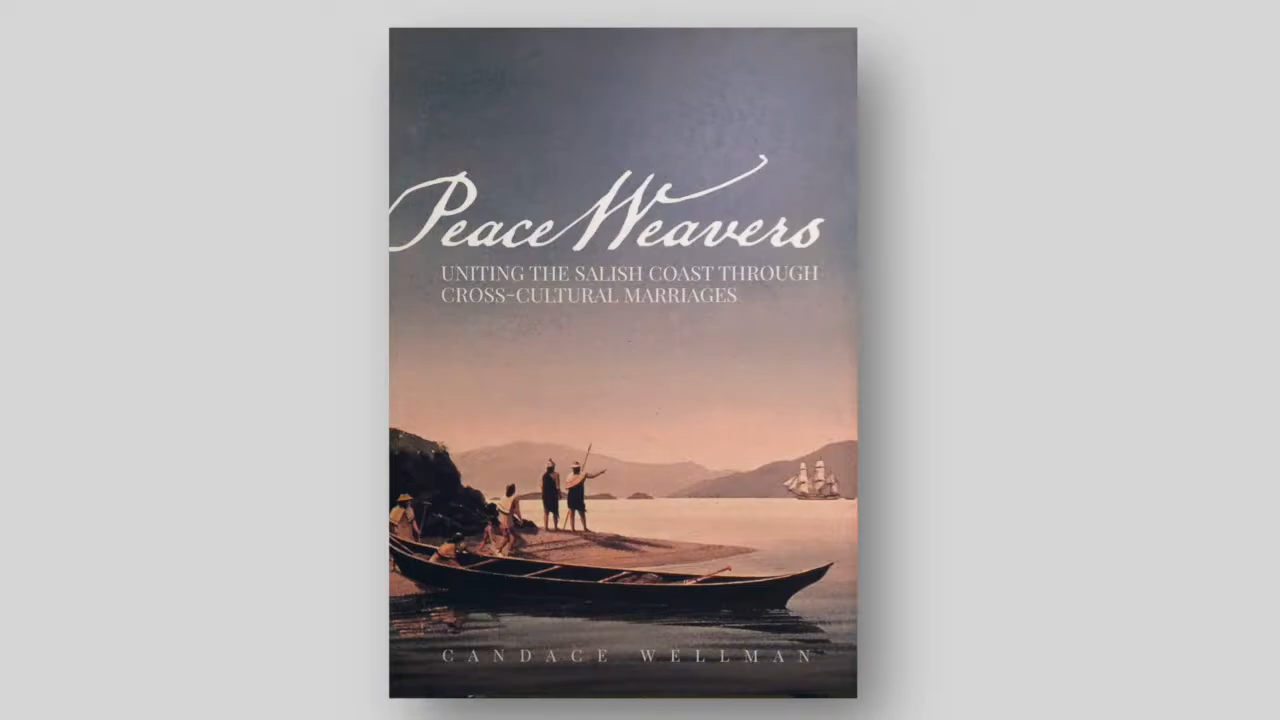 Peace Weavers
UNITING THE SALISH COAST THROUGH
CROSS-CULTURAL MARRIAGES
CANDACE WELLMAN